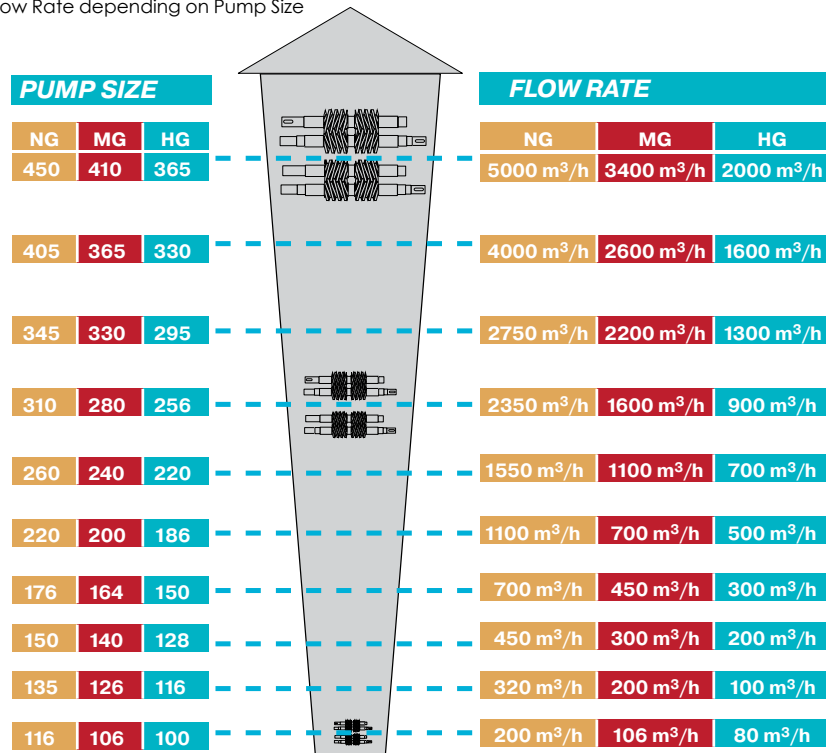 ow Rate depending on Pump Size
PUMP SIZE FLOW RATE
NG MG HG NG MG HG
450 410 365 5000 m³/h 3400 m³/h 2000 m³/h
405 365 330 4000 m³/h 2600 m³/h 1600 m³/h
345 330 295 2750 m³/h 2200 m³/h 1300 m³/h
310 280 256 2350 m³/h 1600 m³/h 900 m³/h
260 240 220 1550 m³/h 1100 m³/h 700 m³/h
220 200 186 1100 m³/h 700 m³/h 500 m³/h
176 164 150 700 m³/h 450 m³/h 300 m³/h
150 140 128 450 m³/h 300 m³/h 200 m³/h
135 126 116 320 m³/h 200 m³/h 100 m³/h
116 106 100 200 m³/h 106 m³/h 80 m³/h